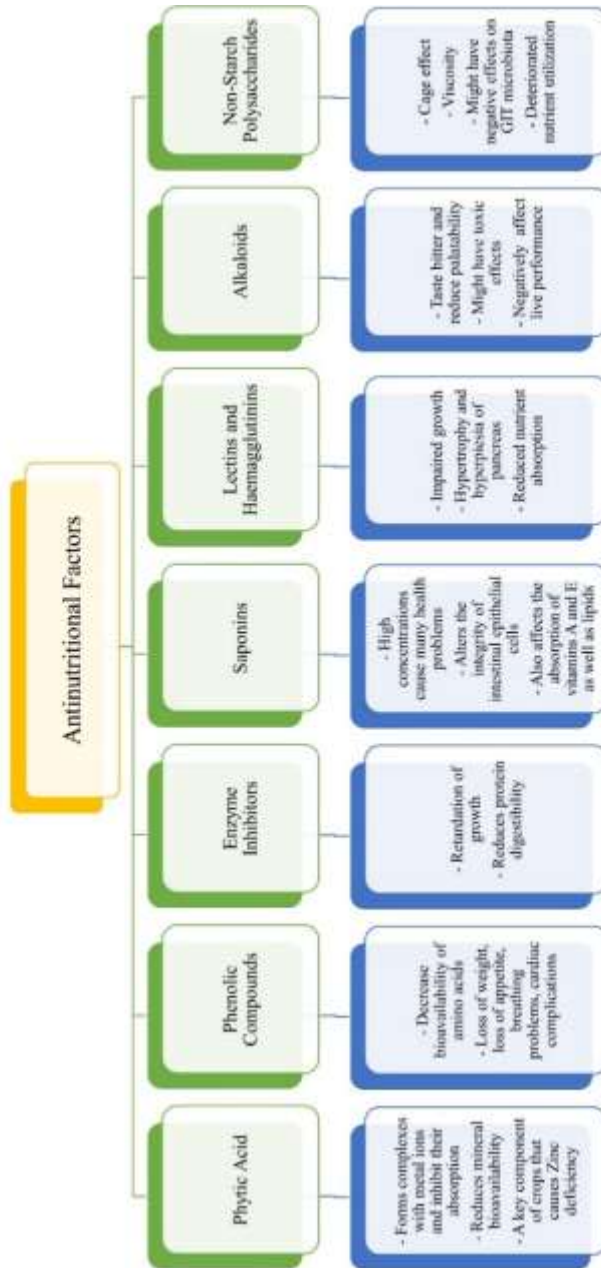 Antinutritional Factors
Phytic Acid
- Forms complexes
with metal ions
and inhibit their
absorption
- Reduces mineral
bioavailability
- A key component
of crops that
causes Zinc
deficiency
Phenolic
Compounds
- Decrease
bioavailability of
amino acids
- Loss of weight,
loss of appetite,
breathing
problems, cardiac
complications
Enzyme
Inhibitors
- Retardation of
growth
- Reduces protein
digestibility
Saponins
- High
concentrations
cause many health
problems
- Alters the
integrity of
intestinal epithelial
cells
- Also affects the
absorption of
vitamins A and E
as well as lipids
Lectins and
Haemagglutinins
- Impaired growth
- Hypertrophy and
hyperpiesia of
pancreas
- Reduced nutrient
absorption
Alkaloids
- Taste bitter and
reduce palatability
- Might have toxic
effects
- Negatively affect
live performance
Non-Starch
Polysaccharides
- Cage effect
- Viscosity
- Might have
negative effects on
GIT microbiota
- Deteriorated
nutrient utilization